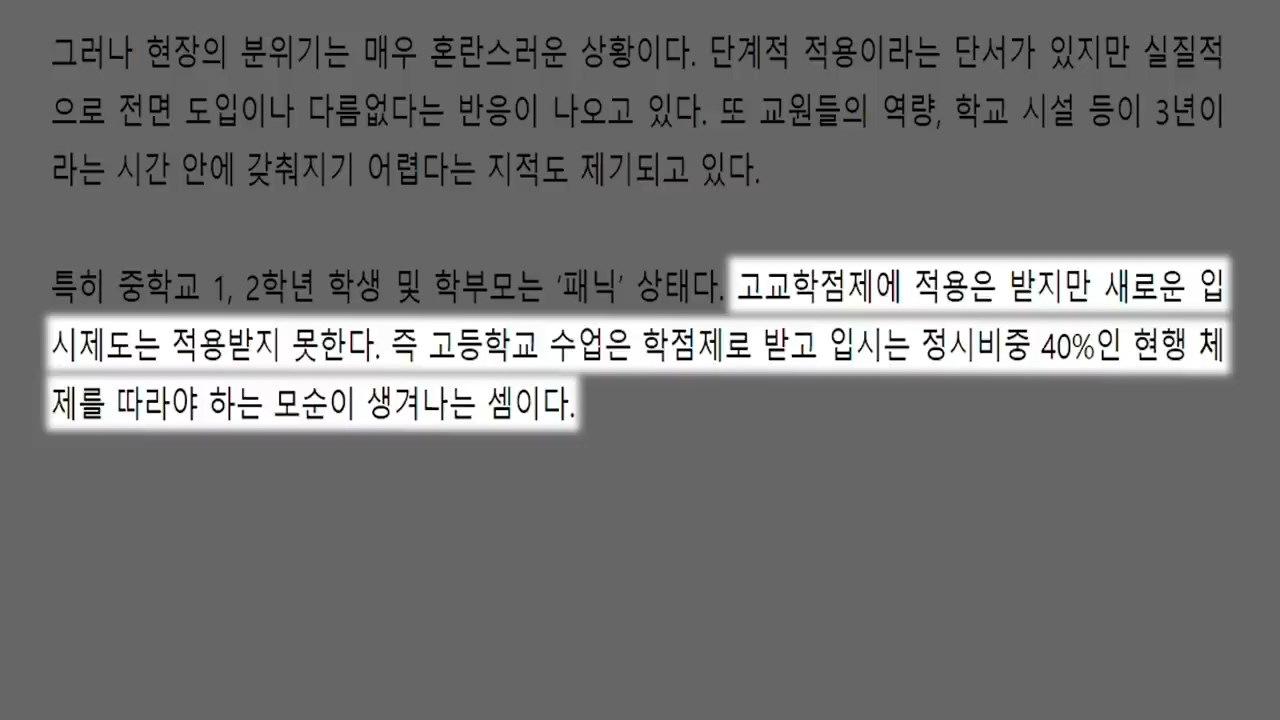 그러나 현장의 분위기는 매우 혼란스러운 상황이다. 단계적 적용이라는 단서가 있지만 실질적
으로 전면 도입이나 다름없다는 반응이 나오고 있다. 또 교원들의 역량, 학교 시설 등이 3년이
라는 시간 안에 갖춰지기 어렵다는 지적도 제기되고 있다.
특히 중학교 1, 2학년 학생 및 학부모는 ‘패닉’ 상태다. 고교학점제에 적용은 받지만 새로운 입
시제도는 적용받지 못한다. 즉 고등학교 수업은 학점제로 받고 입시는 정시비중 40%인 현행 체
제를 따라야 하는 모순이 생겨나는 셈이다.